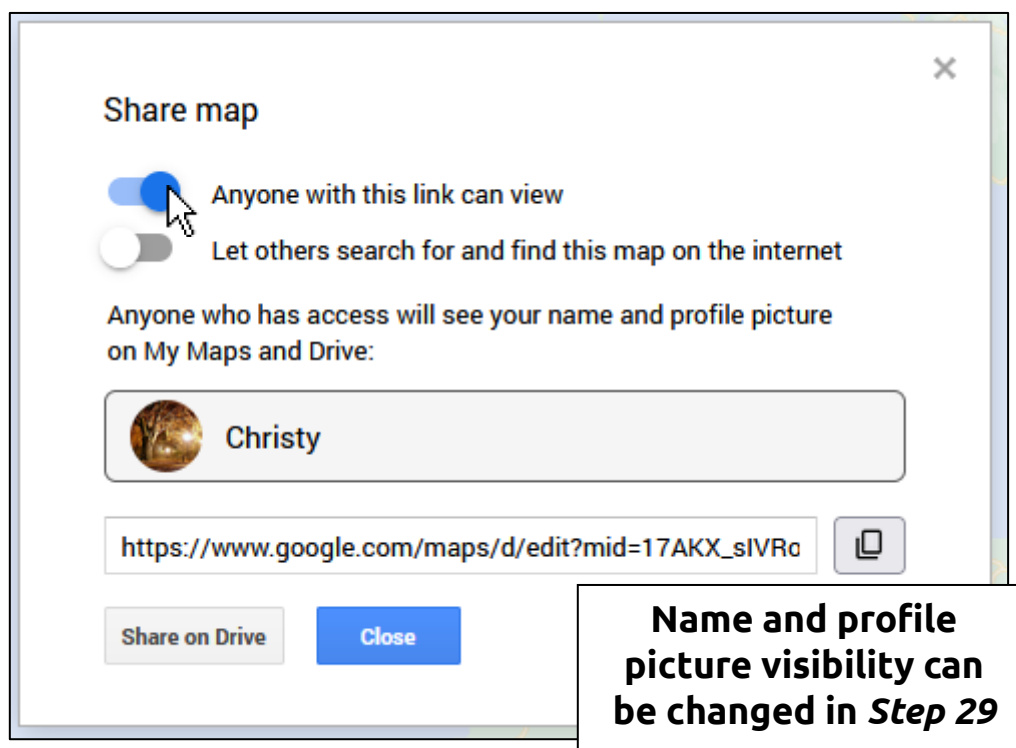 Share map
Anyone with this link can view
Let others search for and find this map on the internet
Anyone who has access will see your name and profile picture
on My Maps and Drive:
Christy
https://www.google.com/maps/d/edit?mid=17AKX_sIVRo
Share on Drive
Close
Name and profile
picture visibility can
be changed in Step 29